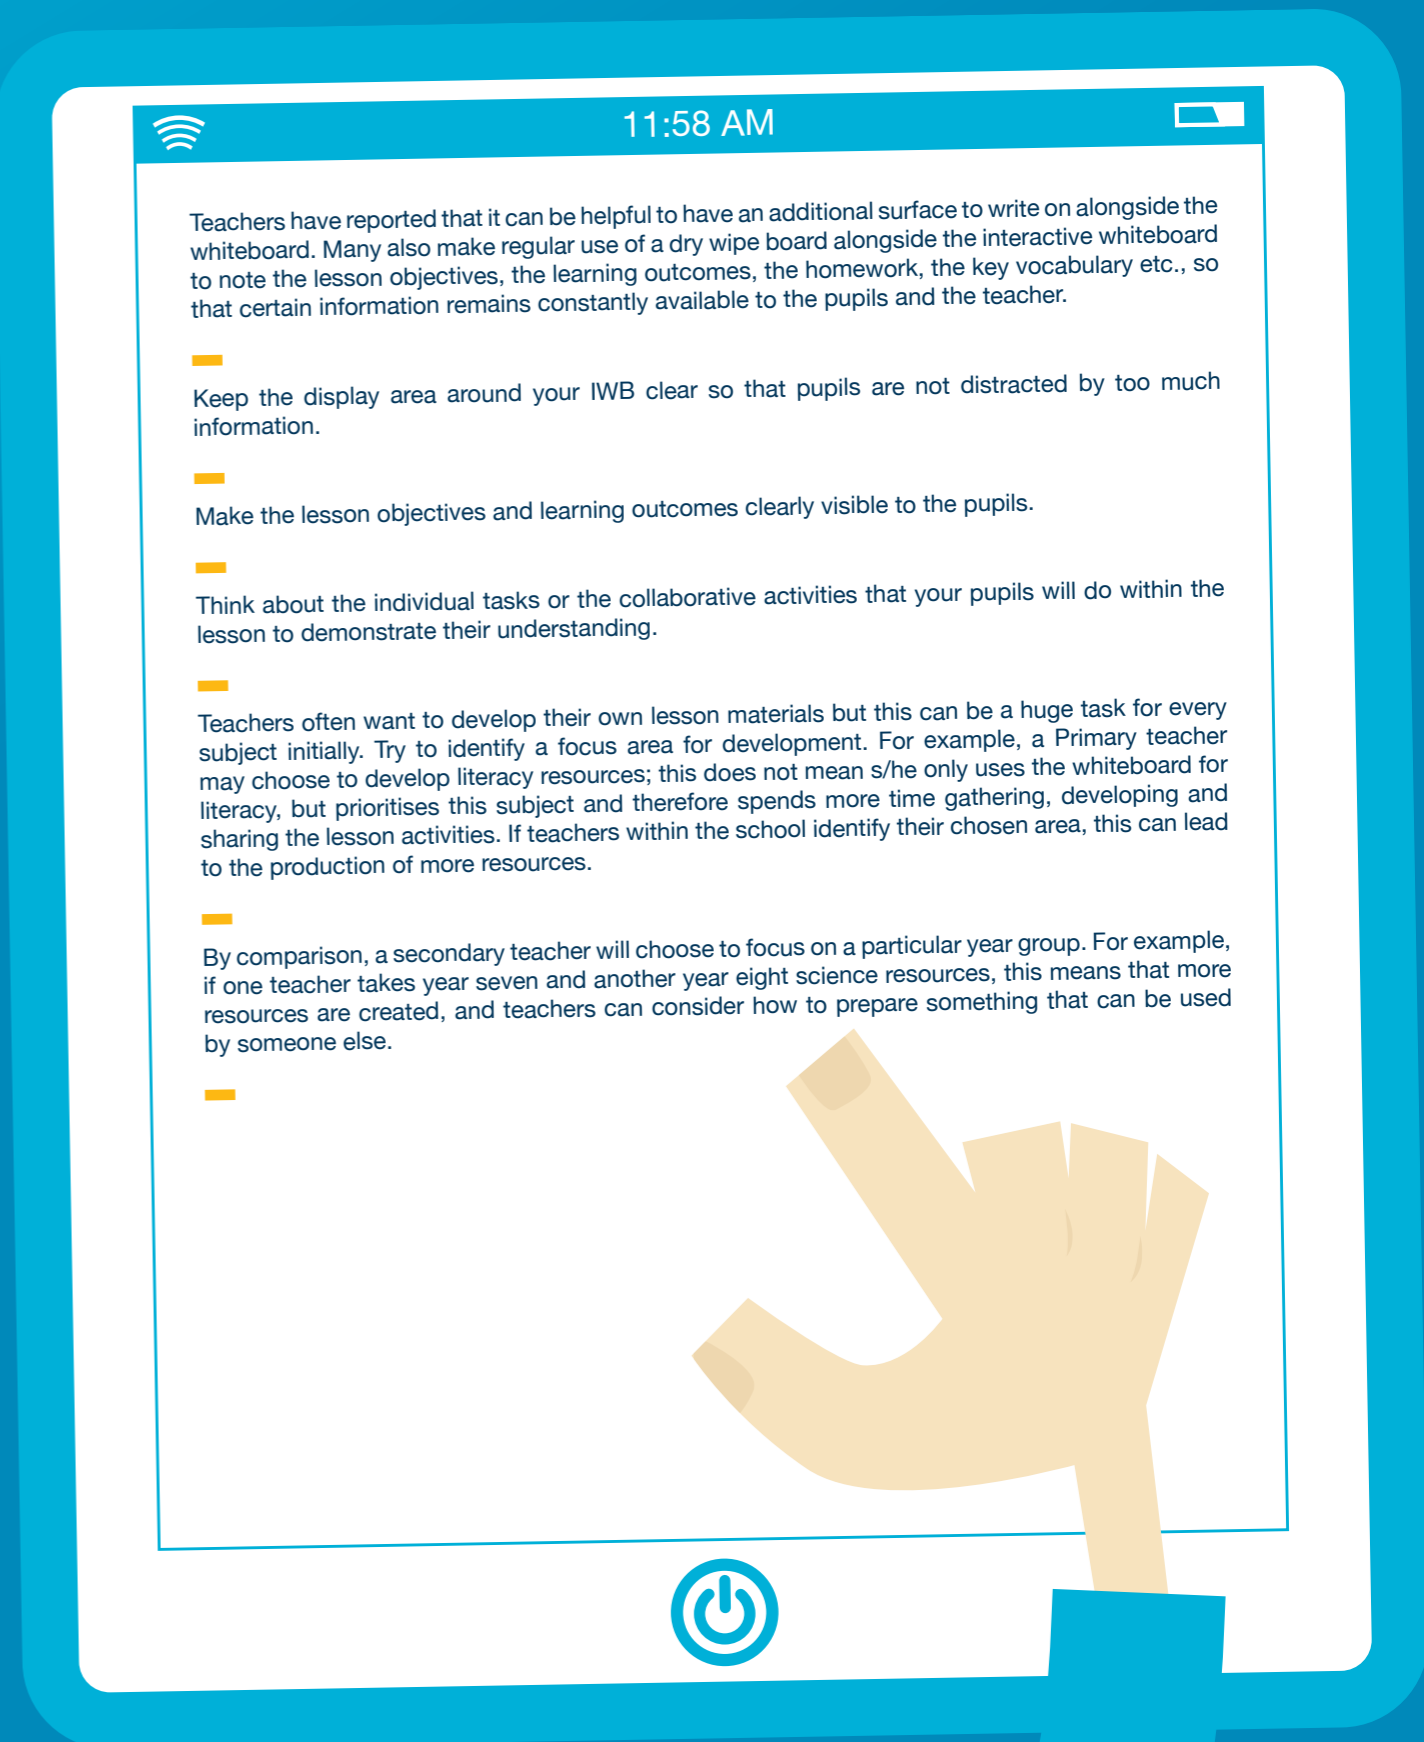 11:58 AM
Teachers have reported that it can be helpful to have an additional surface to write on alongside the
whiteboard. Many also make regular use of a dry wipe board alongside the interactive whiteboard
to note the lesson objectives, the learning outcomes, the homework, the key vocabulary etc., so
that certain information remains constantly available to the pupils and the teacher.
Keep the display area around your IWB clear so that pupils are not distracted by too much
information.
Make the lesson objectives and learning outcomes clearly visible to the pupils.
Think about the individual tasks or the collaborative activities that your pupils will do within the
lesson to demonstrate their understanding.
Teachers often want to develop their own lesson materials but this can be a huge task for every
subject initially. Try to identify a focus area for development. For example, a Primary teacher
may choose to develop literacy resources; this does not mean s/he only uses the whiteboard for
literacy, but prioritises this subject and therefore spends more time gathering, developing and
sharing the lesson activities. If teachers within the school identify their chosen area, this can lead
to the production of more resources.
By comparison, a secondary teacher will choose to focus on a particular year group. For example,
if one teacher takes year seven and another year eight science resources, this means that more
resources are created, and teachers can consider how to prepare something that can be used
by someone else.